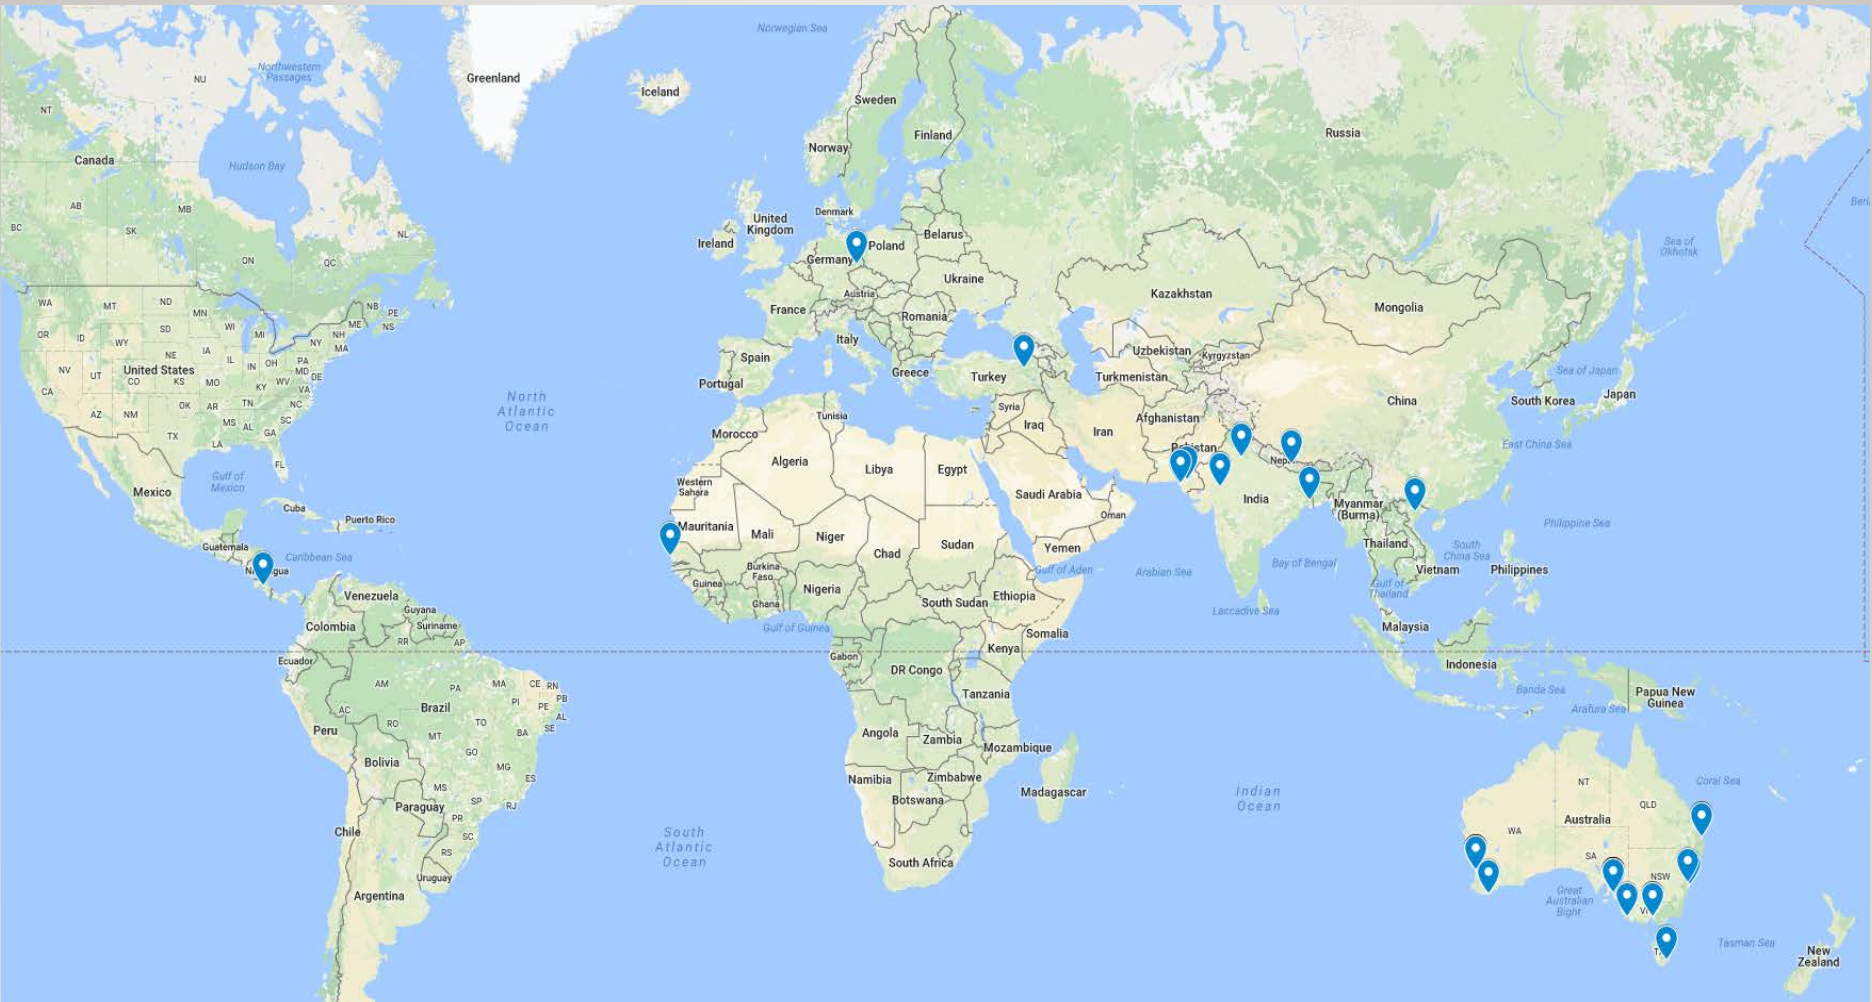 Norwegian Sea
Northwestern
Passages
NU
Greenland
Iceland
NT
Sweden
Finland
Russia
Norway
Canada
Hudson Bay
AB
MB
SK
BC
NL
ON
QC
Denmark
United
Kingdom
Ireland
Belarus
Poland
Germany
Ukraine
Sea of
Okhotsk
Austria
Kazakhstan
Mongolia
France
Romania
WA
MT
ND
MN
NB
PE
NS
ME
OR
ID
SD
WI
MI
NH
WY
NY
MA
Italy
Uzbekistan
Kyrgyzstan
NE
IA
IL
IN
OH
PA
NV
UT
United States
MD
DE
CO
KS
MO
KY
WV
VA
CA
Spain
Portugal
Greece
Turkey
Turkmenistan
Sea of Japan
Japan
South Korea
China
AZ
NM
OK
AR
TN
NC
SC
MS
AL
GA
TX
LA
FL
North
Atlantic
Ocean
Tunisia
Syria
Iraq
Iran
Afghanistan
Morocco
East China Sea
Algeria
Libya
Egypt
Pakistan
Gulf of
Mexico
Mexico
Western
Sahara
Saudi Arabia
India
Cuba
Puerto Rico
Oman
Myanmar
(Burma)
Philippine Sea
Mauritania
Mali
Niger
Chad
Sudan
Yemen
Thailand
South
China Sea
Guatemala
Caribbean Sea
Gulf of Aden
Arabian Sea
Bay of Bengal
Vietnam
Philippines
Gulf of
Thailand
Burkina
Faso
Guinea
Nigeria
Ghana
South Sudan
Ethiopia
Laccadive Sea
Venezuela
Guyana
Suriname
Colombia
Gulf of Guinea
Malaysia
Somalia
Kenya
RR
AP
Ecuador
Gabon
DR Congo
Indonesia
AM
PA
MA
CE
RN
PB
PI
PE
AL
SE
Tanzania
Banda Sea
Arafura Sea
Papua New
Guinea
AC
Brazil
RO
TO
BA
MT
Peru
Angola
Zambia
Mozambique
GO
Bolivia
MG
ES
MS
SP
RJ
Namibia
Zimbabwe
Botswana
Madagascar
Indian
Ocean
NT
Coral Sea
QLD
Paraguay
PR
SC
RS
Chile
South
Atlantic
Ocean
South Africa
WA
Australia
SA
NSW
Uruguay
Argentina
Great
Australian
Bight
Tasman Sea
New
Zealand